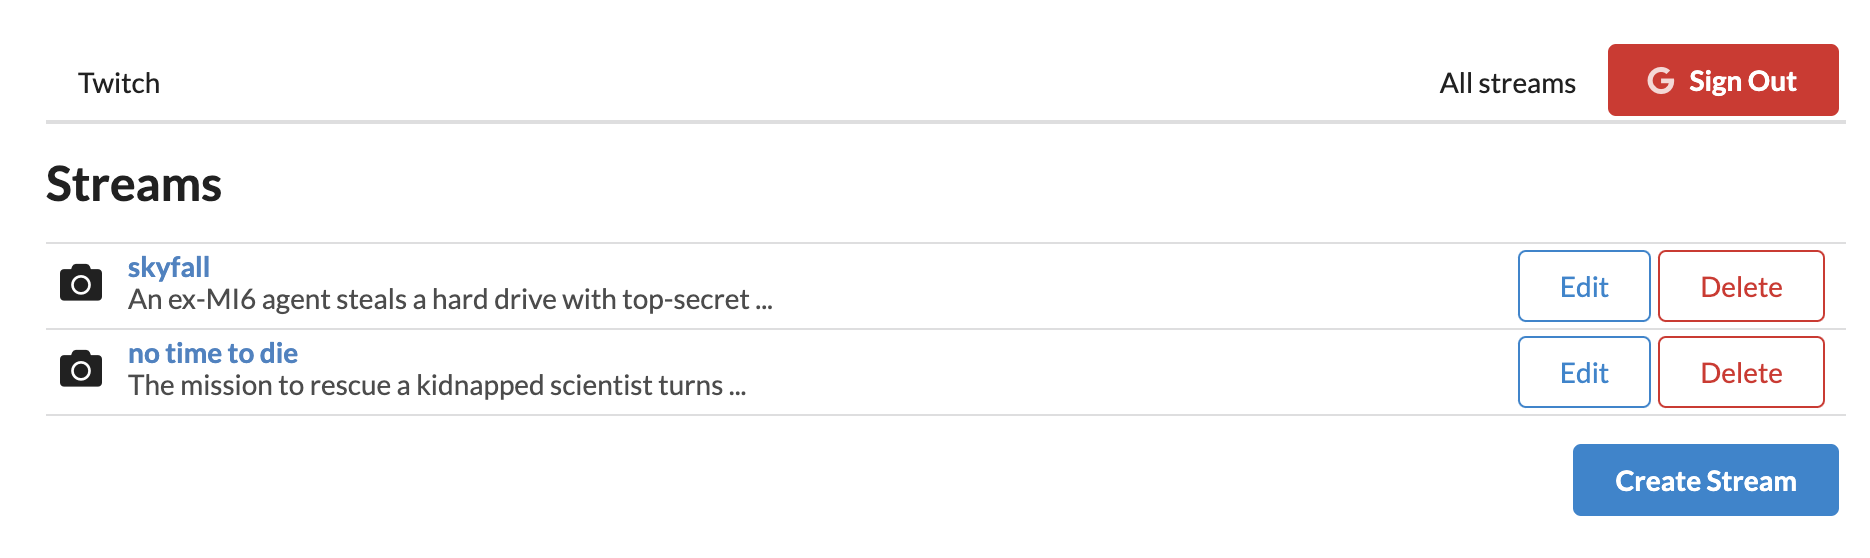 Twitch All streams Sign Out
Streams
skyfall
An ex-MI6 agent steals a hard drive with top-secret ...
Edit Delete
no time to die
The mission to rescue a kidnapped scientist turns ...
Edit Delete
Create Stream